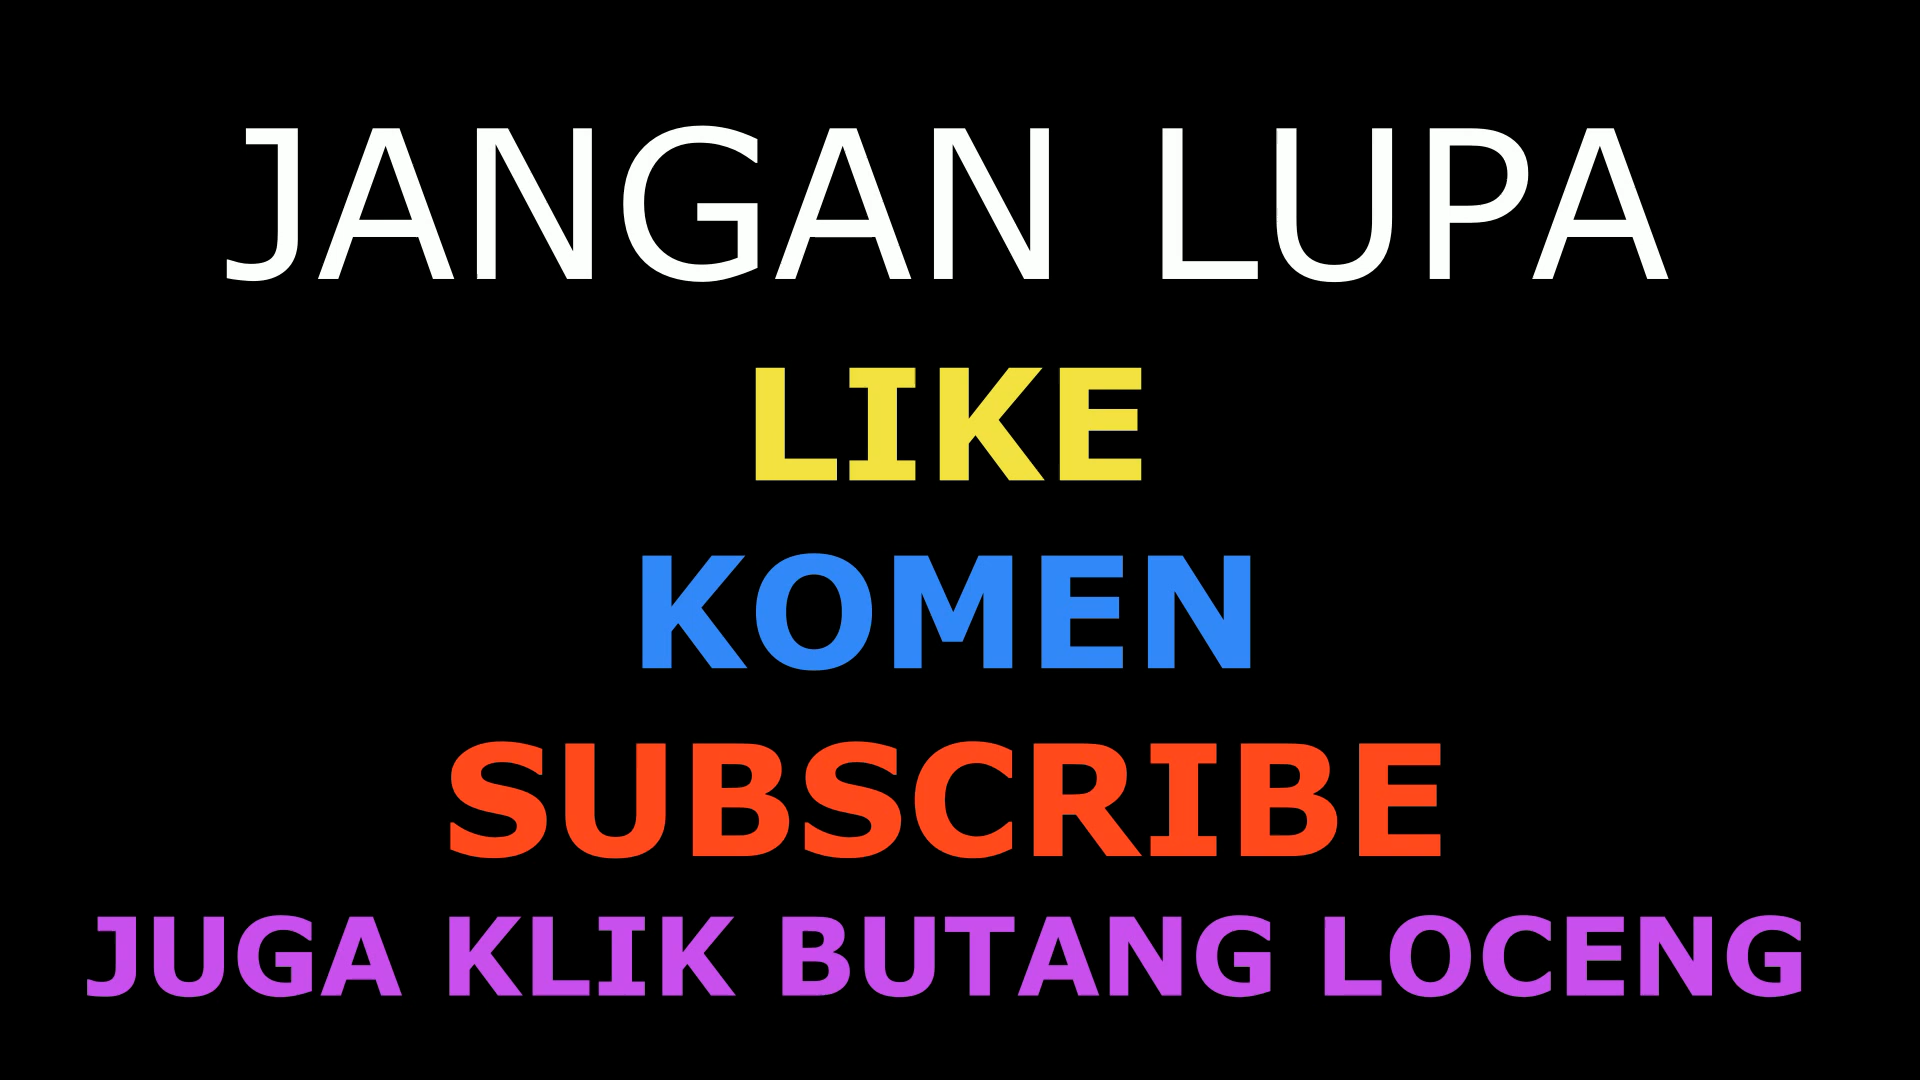 JANGAN LUPA
LIKE
KOMEN
SUBSCRIBE
JUGA KLIK BUTANG LOCENG